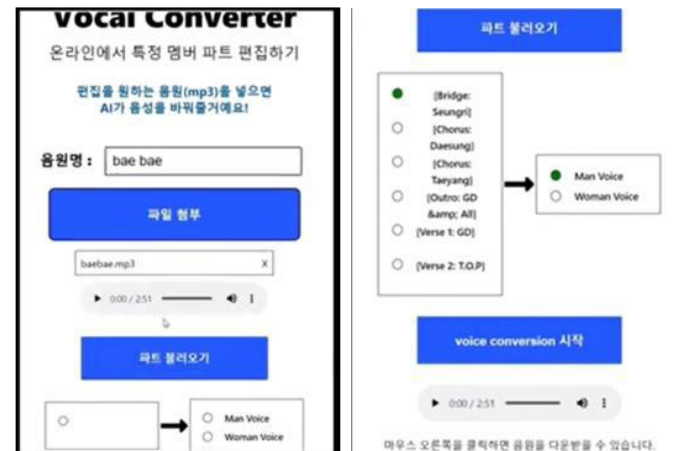 Vocal Converter
온라인에서 특정 멤버 파트 편집하기
편집을 원하는 음원(mp3)을 넣으면
AI가 음성을 바꿔줄거예요!
음원명 : bae bae
파일 첨부
baebae.mp3 X
0:00 / 2:51
파트 불러오기
Man Voice
Woman Voice
파트 불러오기
[Bridge:
Seungri]
[Chorus:
Daesung]
[Chorus:
Taeyang]
[Outro: GD
&amp; All]
[Verse 1: GD]
[Verse 2: T.O.P]
Man Voice
Woman Voice
voice conversion 시작
0:00 / 2:51
마우스 오른쪽을 클릭하면 음원을 다운받을 수 있습니다.